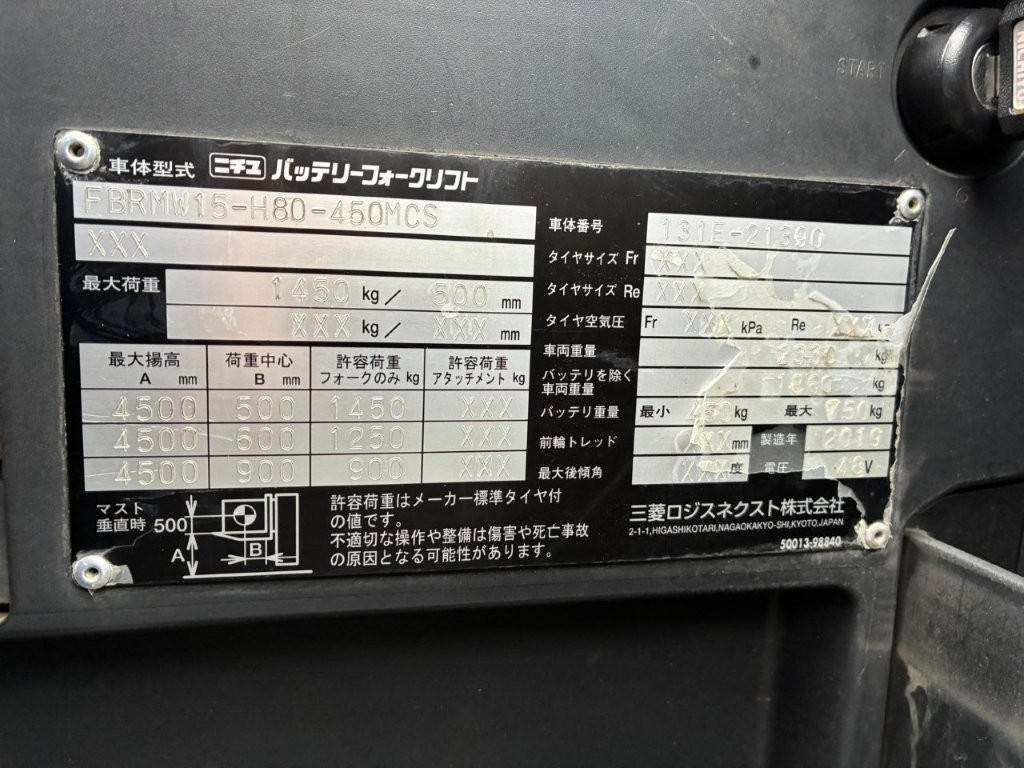 START
NICHIYU
車体型式 ニチユ バッテリーフォークリフト
FBRMW15-H80-450MCS
XXX
最大荷重 1450 kg／ 500 mm
XXX kg／ XXX mm
最大揚高 A mm 荷重中心 B mm 許容荷重 フォークのみ kg 許容荷重 アタッチメント kg
4500 500 1450 XXX
4500 600 1250 XXX
4500 900 900 XXX
マスト垂直時 500 A B
許容荷重はメーカー標準タイヤ付
の値です。
不適切な操作や整備は傷害や死亡事故
の原因となる可能性があります。
車体番号 131E-21390
タイヤサイズ Fr XXX
タイヤサイズ Re XXX
タイヤ空気圧 Fr XXX kPa Re
車両重量 kg
バッテリを除く車両重量 kg
バッテリ重量 最小 kg 最大 kg
前輪トレッド mm 製造年 2019
最大後傾角 度 電圧 48 V
三菱ロジスネクスト株式会社
2-1-1,HIGASHIKOTARI,NAGAOKAKYO-SHI,KYOTO,JAPAN
50013-98840